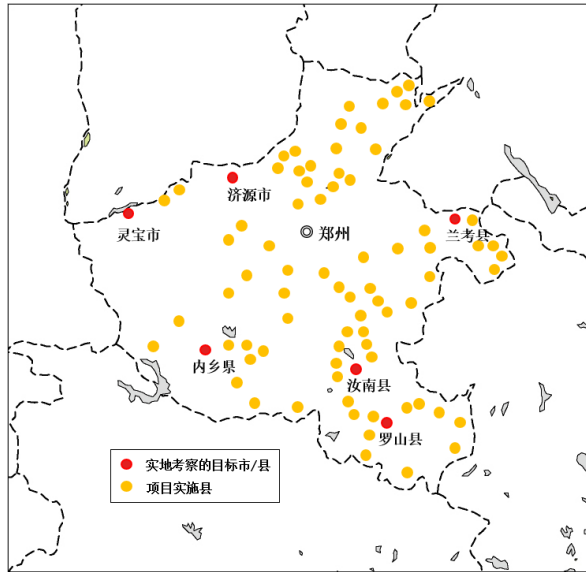 济源市
灵宝市
郑州
兰考县
内乡県
汝南县
罗山县
实地考察的目标市/县
项目实施县